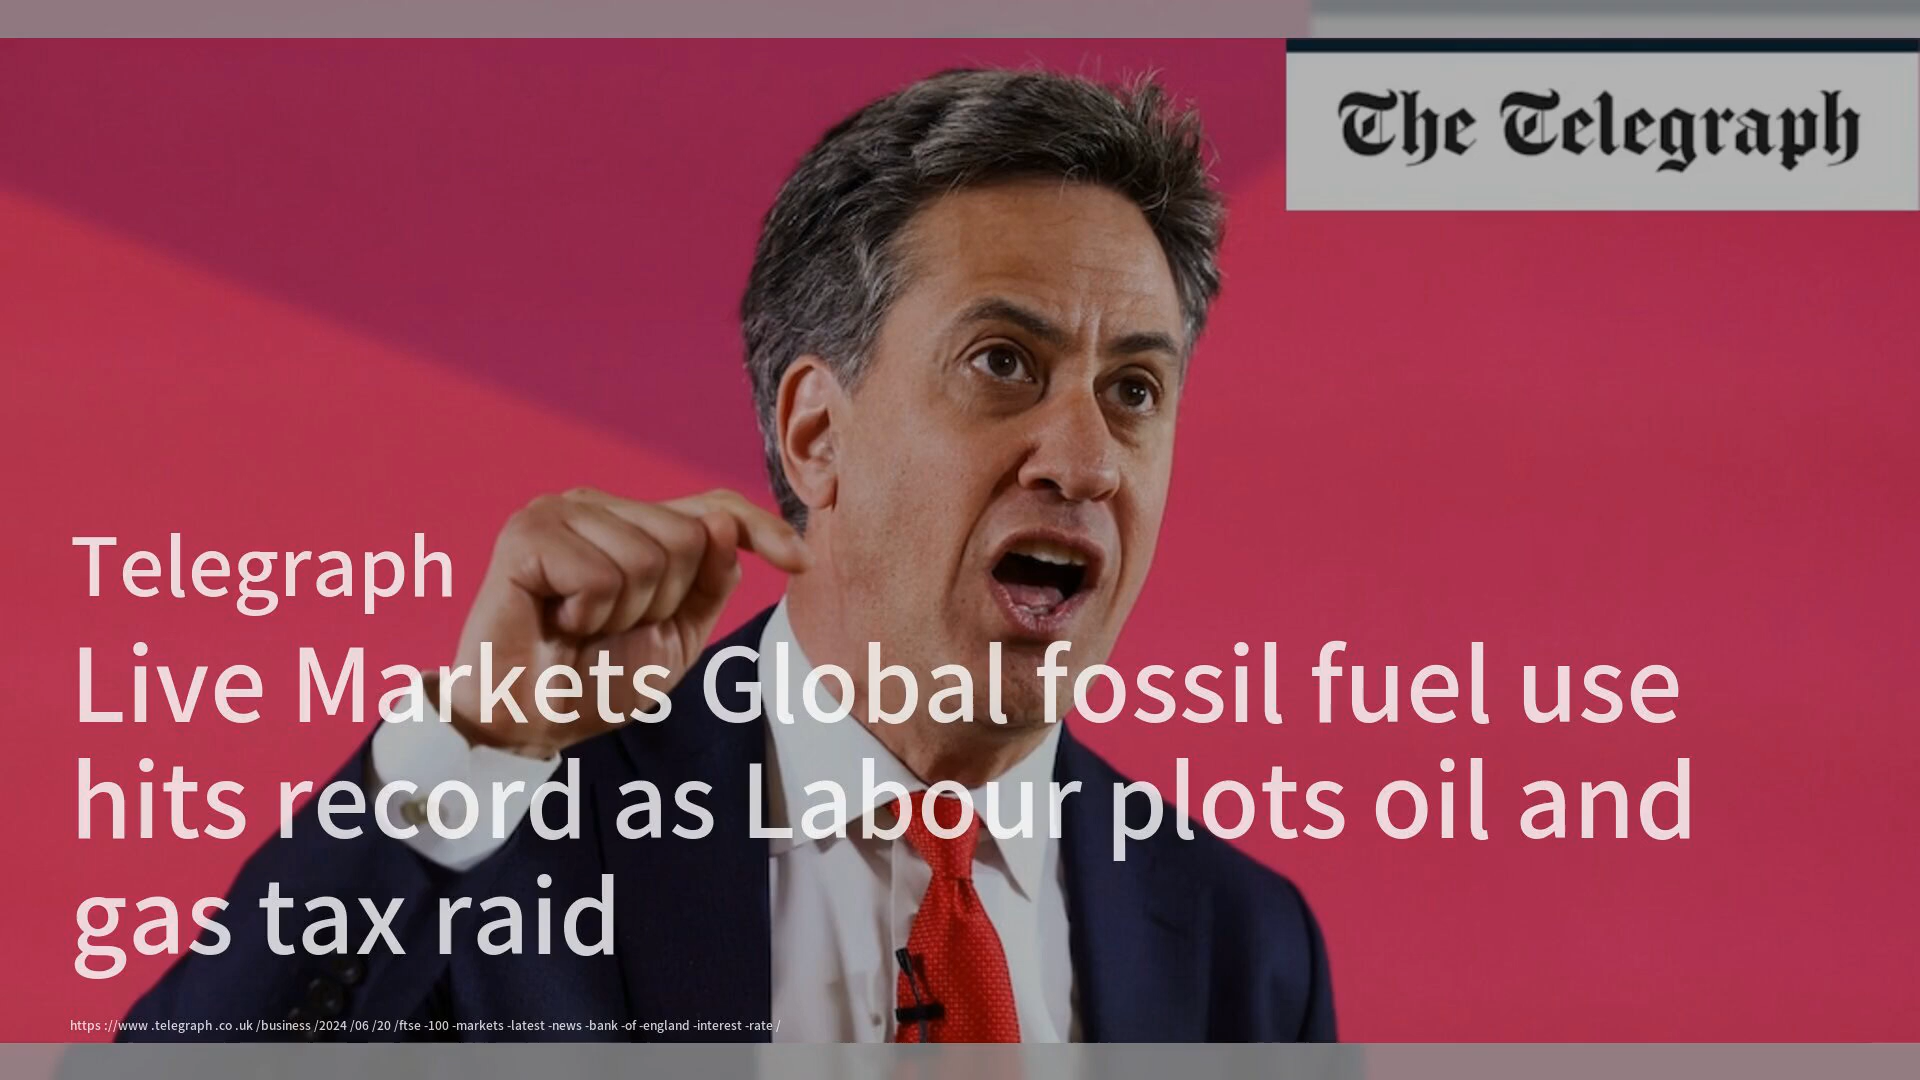 The Telegraph
Telegraph
Live Markets Global fossil fuel use
hits record as Labour plots oil and
gas tax raid
https ://www .telegraph .co .uk /business /2024 /06 /20 /ftse -100 -markets -latest -news -bank -of -england -interest -rate /